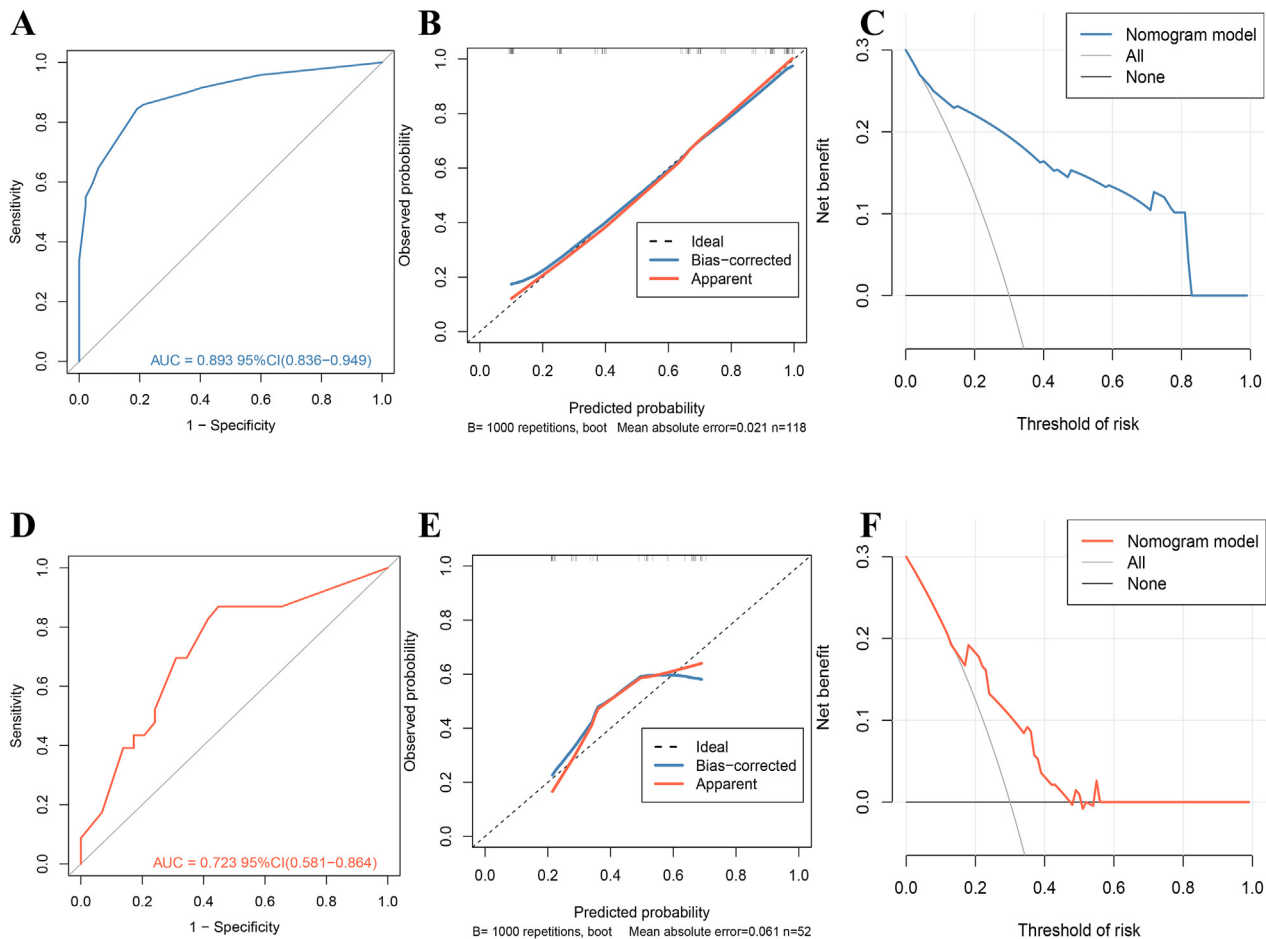 A
1.0
0.8
0.6
0.4
0.2
0.0
Sensitivity
AUC = 0.893 95%CI(0.836−0.949)
0.0 0.2 0.4 0.6 0.8 1.0
1 − Specificity
B
1.0
0.8
0.6
0.4
0.2
0.0
Observed probability
Ideal
Bias−corrected
Apparent
0.0 0.2 0.4 0.6 0.8 1.0
Predicted probability
B= 1000 repetitions, boot Mean absolute error=0.021 n=118
C
0.3
0.2
0.1
0.0
Net benefit
Nomogram model
All
None
0.0 0.2 0.4 0.6 0.8 1.0
Threshold of risk
D
1.0
0.8
0.6
0.4
0.2
0.0
Sensitivity
AUC = 0.723 95%CI(0.581−0.864)
0.0 0.2 0.4 0.6 0.8 1.0
1 − Specificity
E
1.0
0.8
0.6
0.4
0.2
0.0
Observed probability
Ideal
Bias−corrected
Apparent
0.0 0.2 0.4 0.6 0.8 1.0
Predicted probability
B= 1000 repetitions, boot Mean absolute error=0.061 n=52
F
0.3
0.2
0.1
0.0
Net benefit
Nomogram model
All
None
0.0 0.2 0.4 0.6 0.8 1.0
Threshold of risk